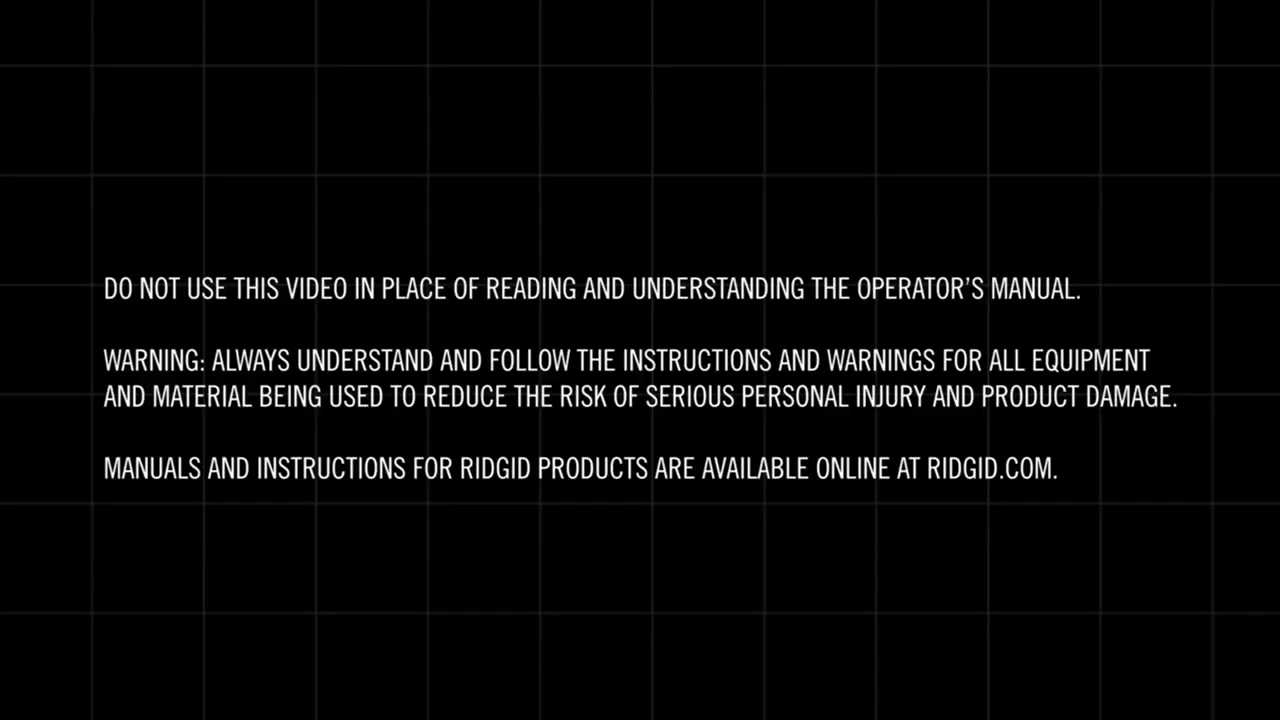 DO NOT USE THIS VIDEO IN PLACE OF READING AND UNDERSTANDING THE OPERATOR’S MANUAL.
WARNING: ALWAYS UNDERSTAND AND FOLLOW THE INSTRUCTIONS AND WARNINGS FOR ALL EQUIPMENT
AND MATERIAL BEING USED TO REDUCE THE RISK OF SERIOUS PERSONAL INJURY AND PRODUCT DAMAGE.
MANUALS AND INSTRUCTIONS FOR RIDGID PRODUCTS ARE AVAILABLE ONLINE AT RIDGID.COM.